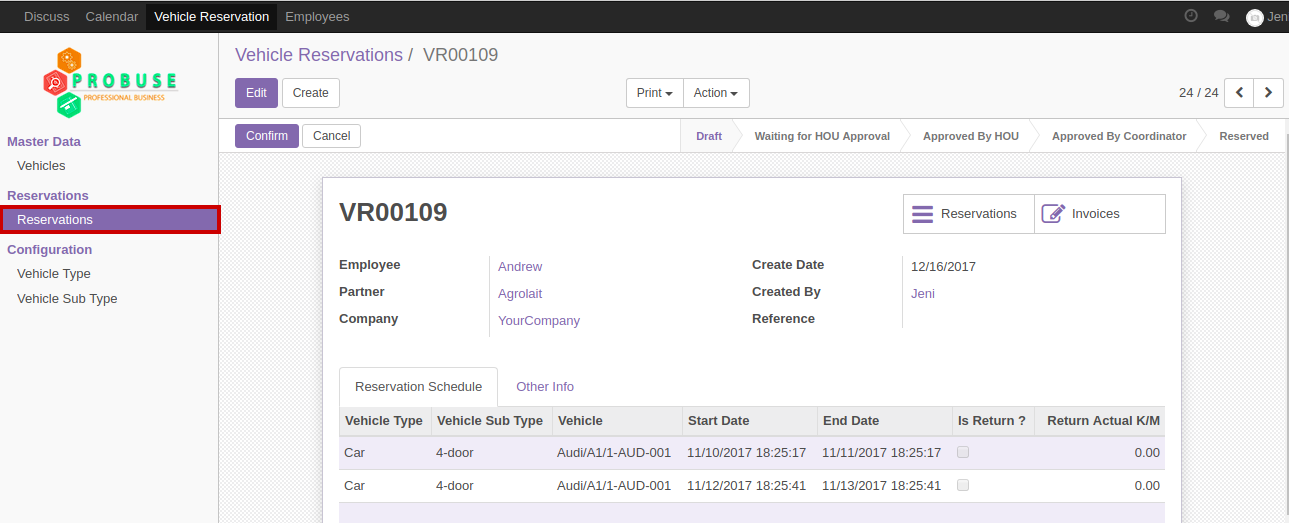 Discuss Calendar Vehicle Reservation Employees Jeni
PROBUSE
PROFESSIONAL BUSINESS
Master Data
Vehicles
Reservations
Reservations
Configuration
Vehicle Type
Vehicle Sub Type
Vehicle Reservations / VR00109
Edit Create Print Action 24 / 24
Confirm Cancel Draft Waiting for HOU Approval Approved By HOU Approved By Coordinator Reserved
VR00109 Reservations Invoices
Employee Andrew Create Date 12/16/2017
Partner Agrolait Created By Jeni
Company YourCompany Reference
Reservation Schedule Other Info
Vehicle Type Vehicle Sub Type Vehicle Start Date End Date Is Return ? Return Actual K/M
Car 4-door Audi/A1/1-AUD-001 11/10/2017 18:25:17 11/11/2017 18:25:17 0.00
Car 4-door Audi/A1/1-AUD-001 11/12/2017 18:25:41 11/13/2017 18:25:41 0.00